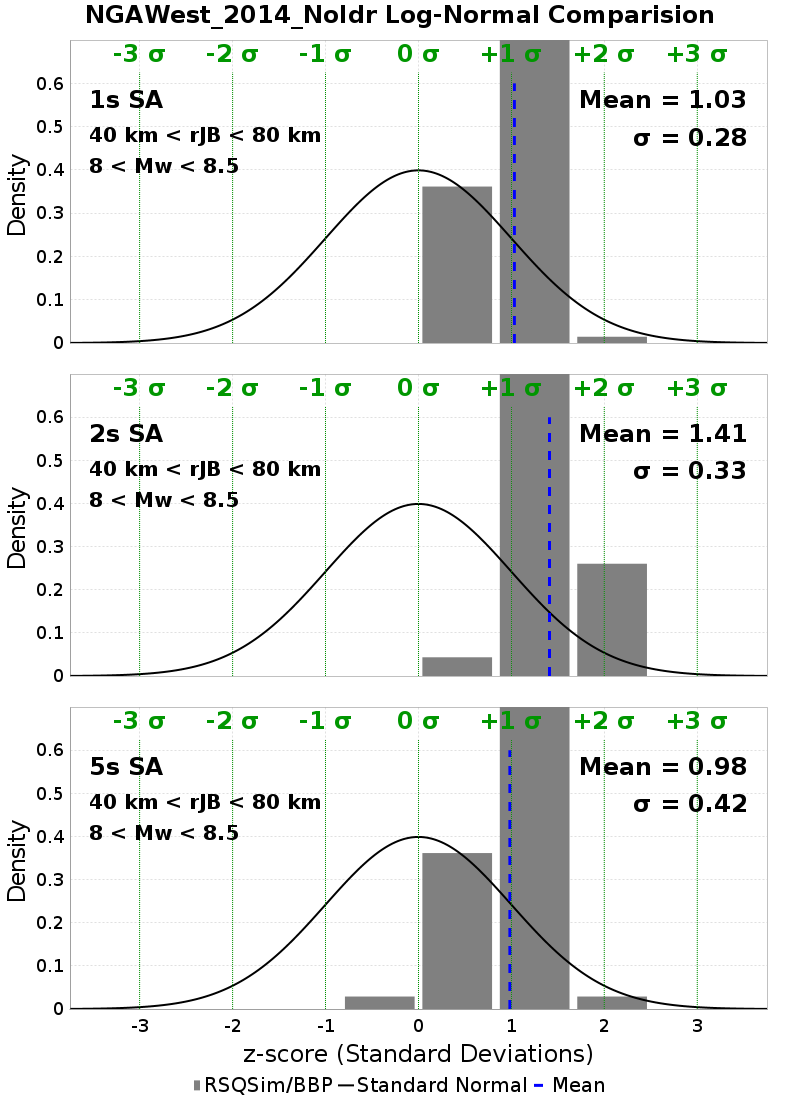 NGAWest_2014_NoIdr Log-Normal Comparision
-3 σ -2 σ -1 σ 0 σ +1 σ +2 σ +3 σ
1s SA
Mean = 1.03
40 km < rJB < 80 km
σ = 0.28
8 < Mw < 8.5
0.6
0.5
0.4
0.3
0.2
0.1
0
Density
-3 σ -2 σ -1 σ 0 σ +1 σ +2 σ +3 σ
2s SA
Mean = 1.41
40 km < rJB < 80 km
σ = 0.33
8 < Mw < 8.5
0.6
0.5
0.4
0.3
0.2
0.1
0
Density
-3 σ -2 σ -1 σ 0 σ +1 σ +2 σ +3 σ
5s SA
Mean = 0.98
40 km < rJB < 80 km
σ = 0.42
8 < Mw < 8.5
0.6
0.5
0.4
0.3
0.2
0.1
0
Density
-3 -2 -1 0 1 2 3
z-score (Standard Deviations)
RSQSim/BBP Standard Normal Mean